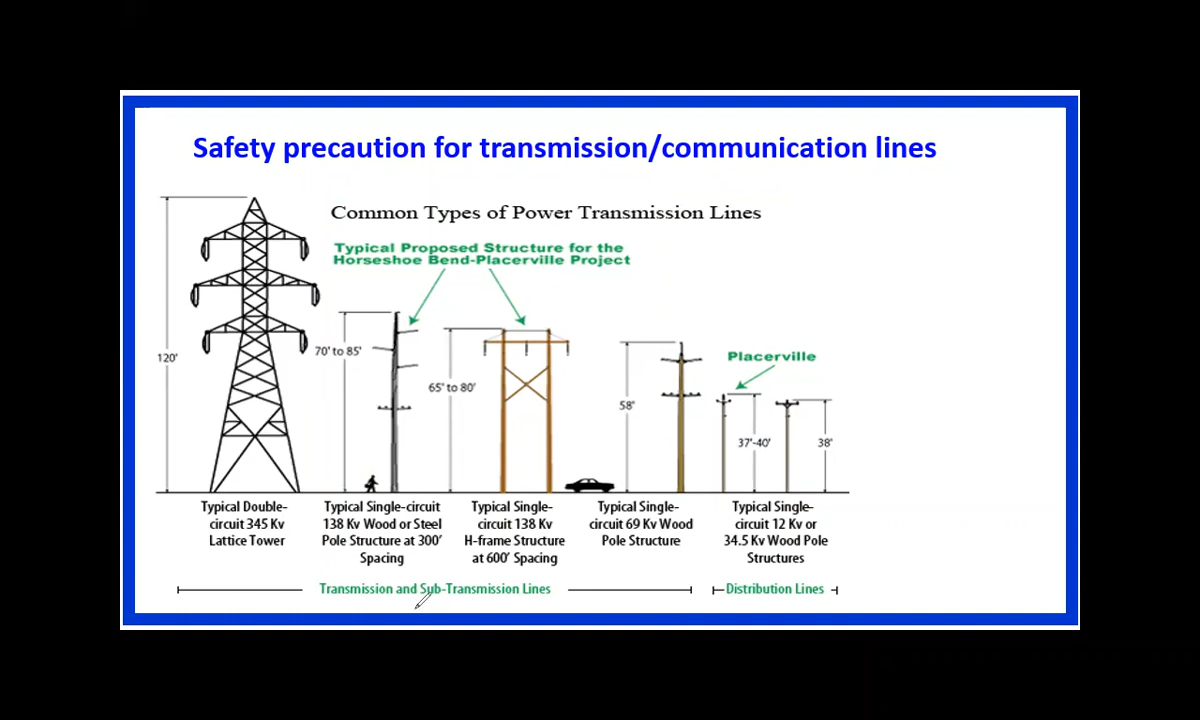 Safety precaution for transmission/communication lines
Common Types of Power Transmission Lines
Typical Proposed Structure for the
Horseshoe Bend-Placerville Project
Placerville
120'
70' to 85'
65' to 80'
58'
37'-40'
38'
Typical Double-
circuit 345 Kv
Lattice Tower
Typical Single-circuit
138 Kv Wood or Steel
Pole Structure at 300'
Spacing
Typical Single-
circuit 138 Kv
H-frame Structure
at 600' Spacing
Typical Single-
circuit 69 Kv Wood
Pole Structure
Typical Single-
circuit 12 Kv or
34.5 Kv Wood Pole
Structures
Transmission and Sub-Transmission Lines
Distribution Lines